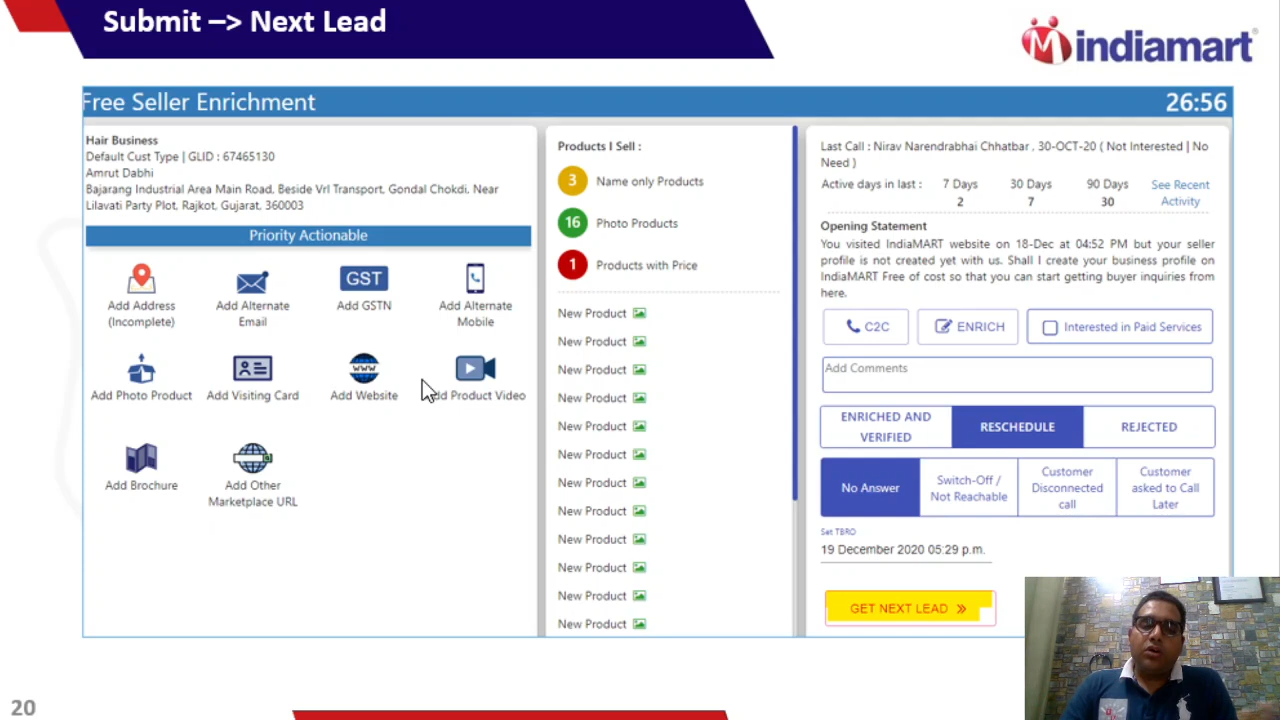 Submit –> Next Lead
indiamart
Free Seller Enrichment
26:56
Hair Business
Default Cust Type | GLID : 67465130
Amrut Dabhi
Bajarang Industrial Area Main Road, Beside Vrl Transport, Gondal Chokdi, Near
Lilavati Party Plot, Rajkot, Gujarat, 360003
Priority Actionable
Add Address
(Incomplete)
Add Alternate
Email
GST
Add GSTN
Add Alternate
Mobile
Add Photo Product
Add Visiting Card
WWW
Add Website
dd Product Video
Add Brochure
Add Other
Marketplace URL
Products I Sell :
3 Name only Products
16 Photo Products
1 Products with Price
New Product
New Product
New Product
New Product
New Product
New Product
New Product
New Product
New Product
New Product
New Product
New Product
Last Call : Nirav Narendrabhai Chhatbar , 30-OCT-20 ( Not Interested | No
Need )
Active days in last : 7 Days 30 Days 90 Days See Recent
2 7 30 Activity
Opening Statement
You visited IndiaMART website on 18-Dec at 04:52 PM but your seller
profile is not created yet with us. Shall I create your business profile on
IndiaMART Free of cost so that you can start getting buyer inquiries from
here.
C2C
ENRICH
Interested in Paid Services
Add Comments
ENRICHED AND
VERIFIED
RESCHEDULE
REJECTED
No Answer
Switch-Off /
Not Reachable
Customer
Disconnected
call
Customer
asked to Call
Later
Set TBRO
19 December 2020 05:29 p.m.
GET NEXT LEAD »
20